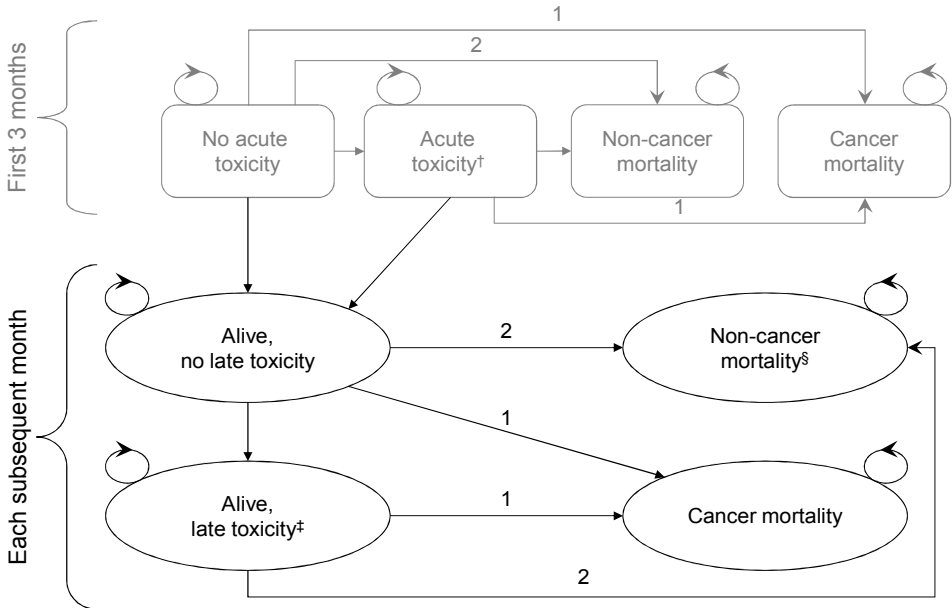 1
2
First 3 months
No acute
toxicity
Acute
toxicity†
Non-cancer
mortality
Cancer
mortality
1
Each subsequent month
Alive,
no late toxicity
2
Non-cancer
mortality§
1
Alive,
late toxicity‡
1
Cancer mortality
2